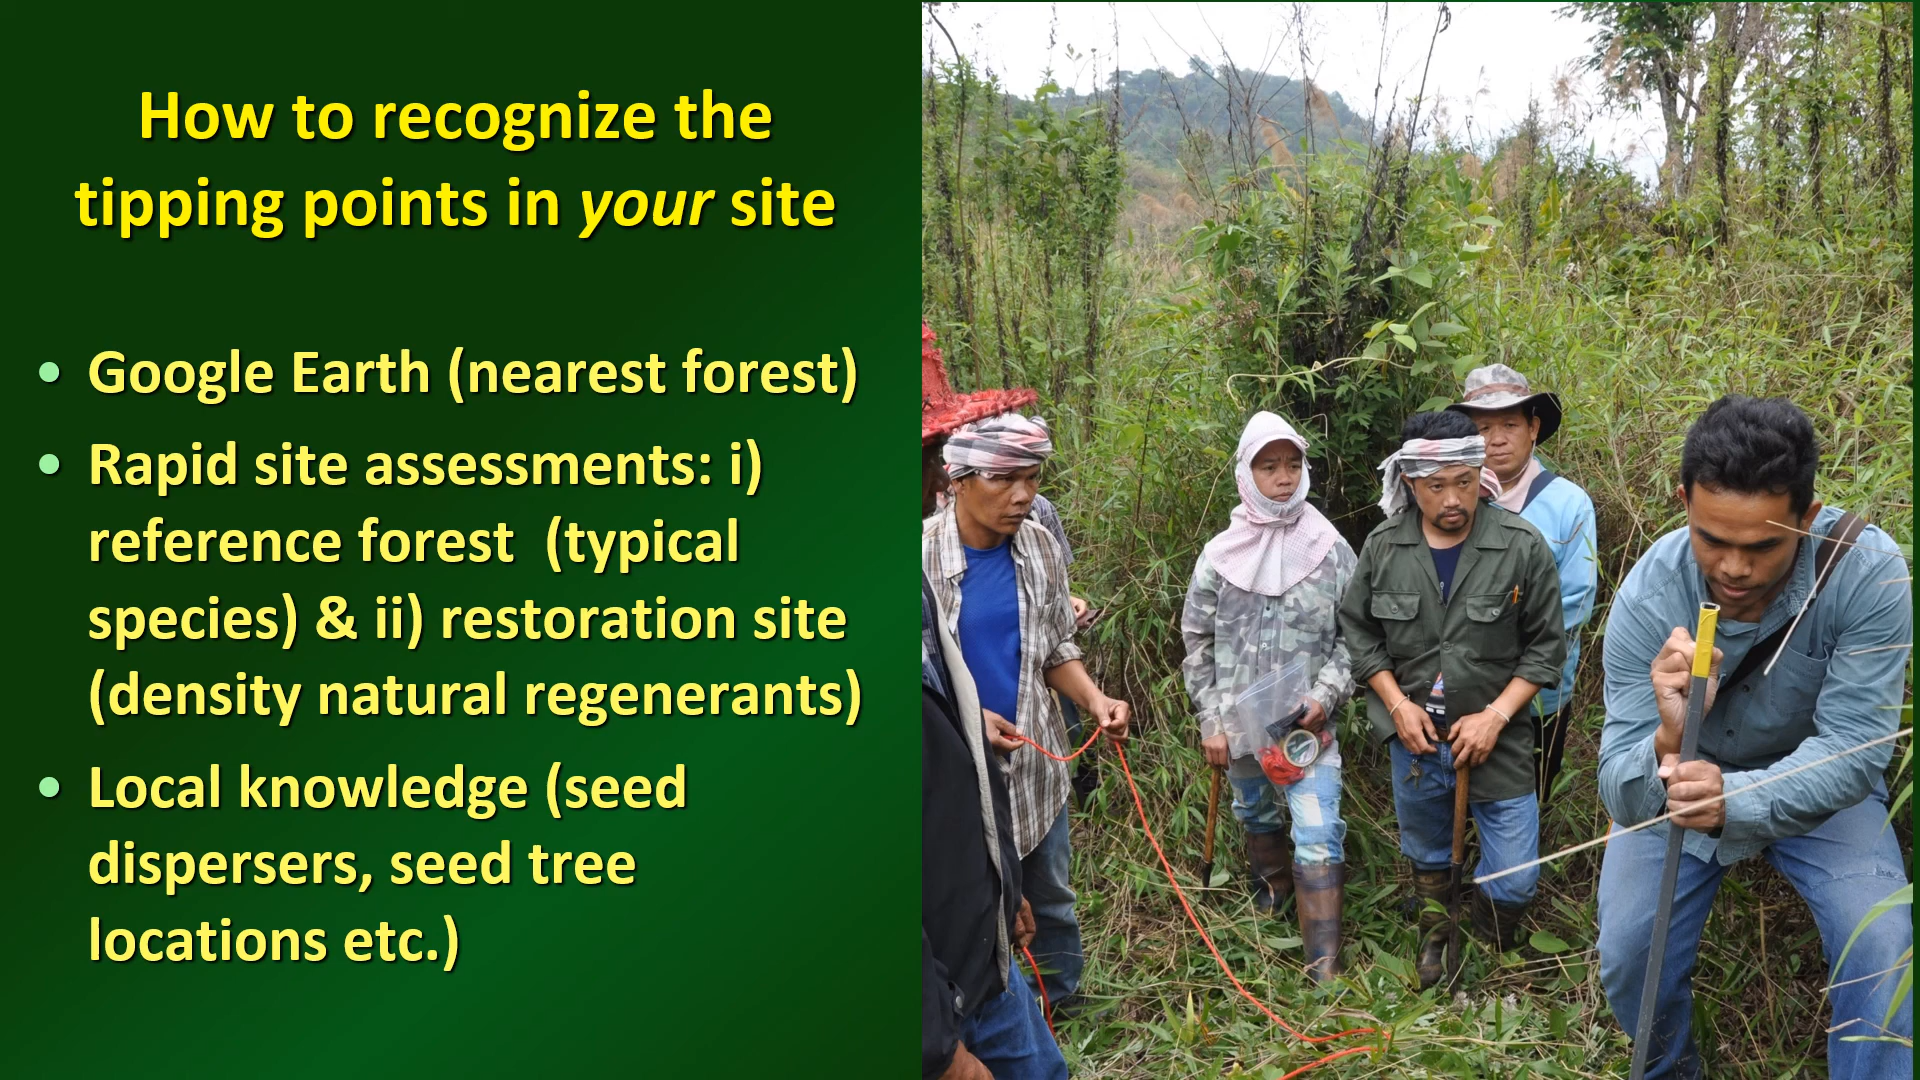 How to recognize the
tipping points in your site
• Google Earth (nearest forest)
• Rapid site assessments: i)
reference forest (typical
species) & ii) restoration site
(density natural regenerants)
• Local knowledge (seed
dispersers, seed tree
locations etc.)